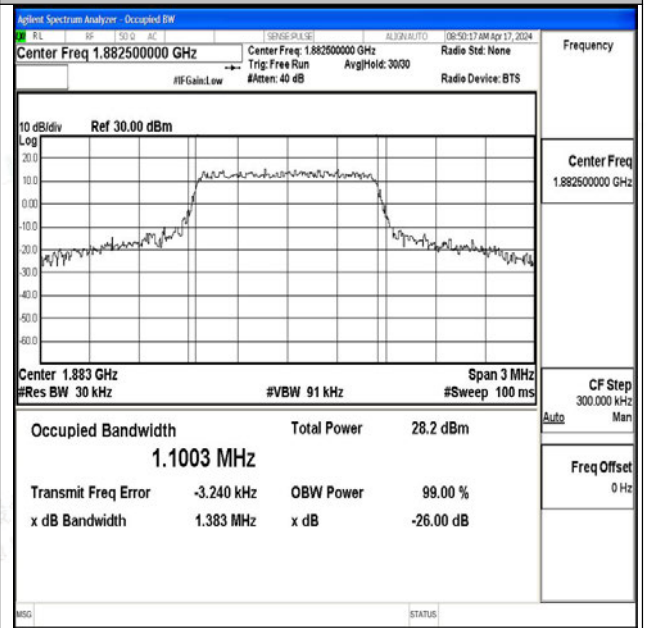 Agilent Spectrum Analyzer - Occupied BW
RL RF 50 Ω AC SENSE:PULSE ALIGN AUTO 08:50:17 AM Apr 17, 2024
Center Freq 1.882500000 GHz Center Freq: 1.882500000 GHz Radio Std: None Frequency
Trig: Free Run Avg|Hold: 30/30
#IFGain:Low #Atten: 40 dB Radio Device: BTS
10 dB/div Ref 30.00 dBm
Log
20.0
10.0
0.00
-10.0
-20.0
-30.0
-40.0
-50.0
-60.0
Center Freq
1.882500000 GHz
Center 1.883 GHz Span 3 MHz
#Res BW 30 kHz #VBW 91 kHz #Sweep 100 ms
CF Step
300.000 kHz
Auto Man
Occupied Bandwidth Total Power 28.2 dBm
1.1003 MHz
Freq Offset
0 Hz
Transmit Freq Error -3.240 kHz OBW Power 99.00 %
x dB Bandwidth 1.383 MHz x dB -26.00 dB
MSG STATUS